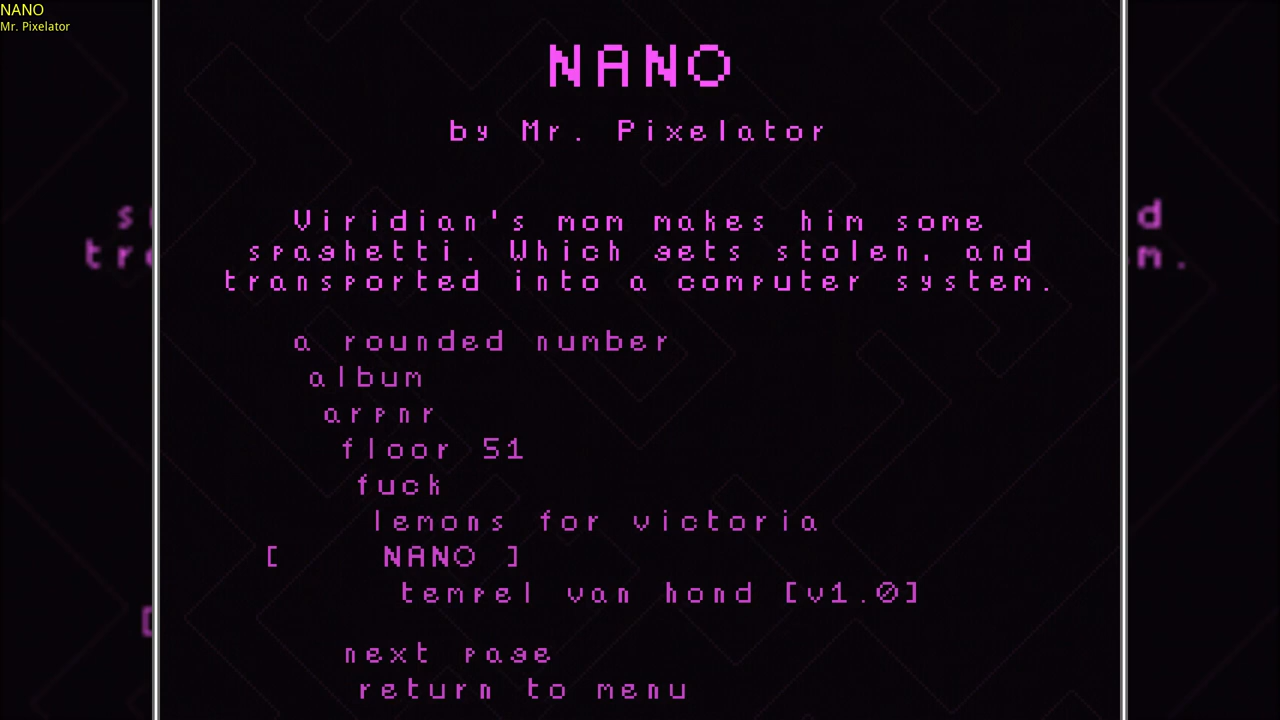 NANO
Mr. Pixelator
NANO
by Mr. Pixelator
Viridian's mom makes him some
spaghetti. Which gets stolen, and
transported into a computer system.
a rounded number
album
arpnr
floor 51
fuck
lemons for victoria
[ NANO ]
tempel van hond [v1.0]
next page
return to menu